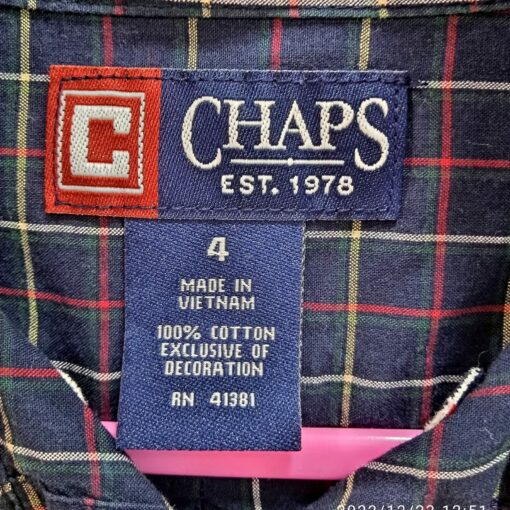 C
CHAPS
EST. 1978
4
MADE IN
VIETNAM
100% COTTON
EXCLUSIVE OF
DECORATION
RN 41381